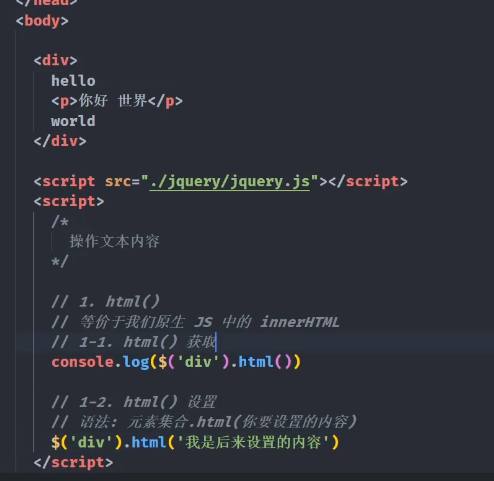 </head>
<body>
<div>
hello
<p>你好 世界</p>
world
</div>
<script src="./jquery/jquery.js"></script>
<script>
/*
操作文本内容
*/
// 1. html()
// 等价于我们原生 JS 中的 innerHTML
// 1-1. html() 获取
console.log($('div').html())
// 1-2. html() 设置
// 语法: 元素集合.html(你要设置的内容)
$('div').html('我是后来设置的内容')
</script>